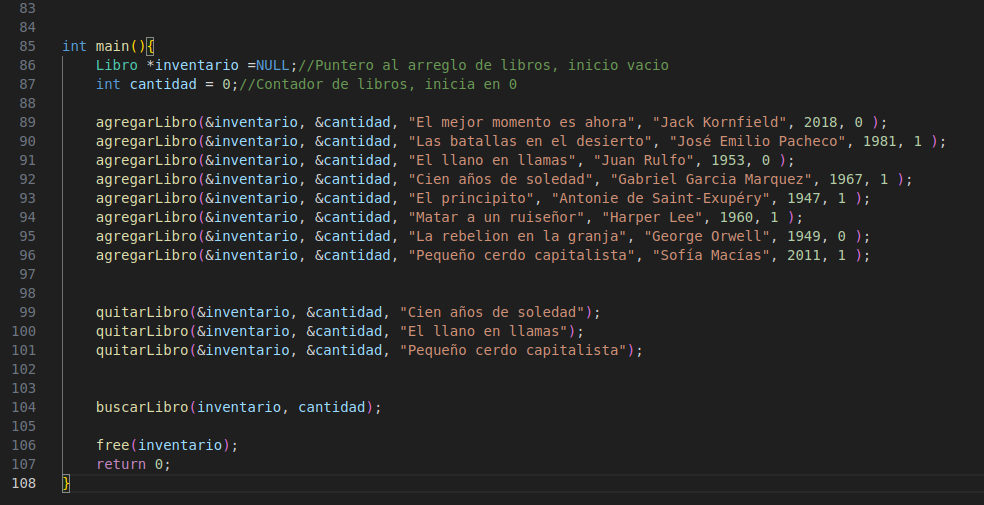 83
84
85 int main(){
86 Libro *inventario =NULL;//Puntero al arreglo de libros, inicio vacio
87 int cantidad = 0;//Contador de libros, inicia en 0
88
89 agregarLibro(&inventario, &cantidad, "El mejor momento es ahora", "Jack Kornfield", 2018, 0 );
90 agregarLibro(&inventario, &cantidad, "Las batallas en el desierto", "José Emilio Pacheco", 1981, 1 );
91 agregarLibro(&inventario, &cantidad, "El llano en llamas", "Juan Rulfo", 1953, 0 );
92 agregarLibro(&inventario, &cantidad, "Cien años de soledad", "Gabriel Garcia Marquez", 1967, 1 );
93 agregarLibro(&inventario, &cantidad, "El principito", "Antonie de Saint-Exupéry", 1947, 1 );
94 agregarLibro(&inventario, &cantidad, "Matar a un ruiseñor", "Harper Lee", 1960, 1 );
95 agregarLibro(&inventario, &cantidad, "La rebelion en la granja", "George Orwell", 1949, 0 );
96 agregarLibro(&inventario, &cantidad, "Pequeño cerdo capitalista", "Sofía Macías", 2011, 1 );
97
98
99 quitarLibro(&inventario, &cantidad, "Cien años de soledad");
100 quitarLibro(&inventario, &cantidad, "El llano en llamas");
101 quitarLibro(&inventario, &cantidad, "Pequeño cerdo capitalista");
102
103
104 buscarLibro(inventario, cantidad);
105
106 free(inventario);
107 return 0;
108 }